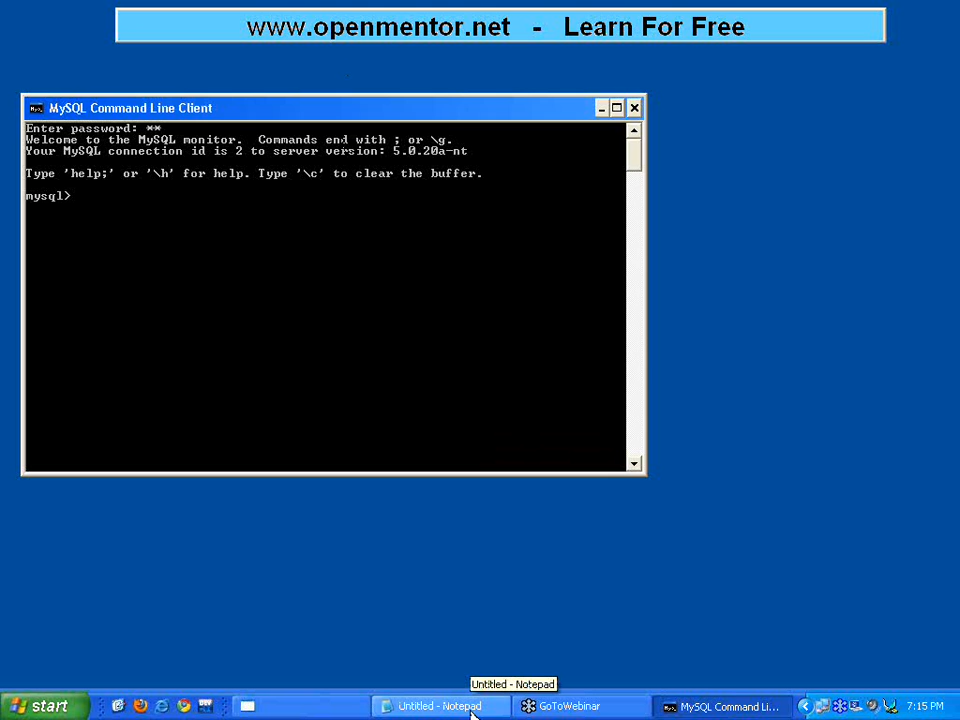 www.openmentor.net - Learn For Free
MySQL Command Line Client
Enter password: **
Welcome to the MySQL monitor. Commands end with ; or \g.
Your MySQL connection id is 2 to server version: 5.0.20a-nt
Type 'help;' or '\h' for help. Type '\c' to clear the buffer.
mysql>
Untitled - Notepad
start
Untitled - Notepad
GoToWebinar
MySQL Command Li...
7:15 PM